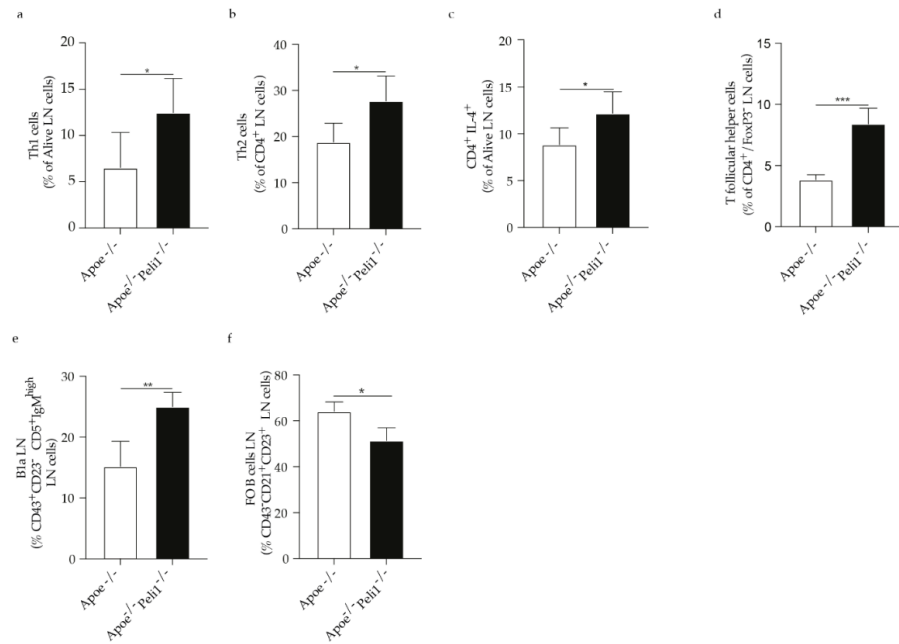 a
b
c
d
20
15
10
5
0
Th1 cells
(% of Alive LN cells)
*
Apoe-/-
Apoe-/-Peli1-/-
40
30
20
10
0
Th2 cells
(% of CD4+ LN cells)
*
Apoe-/-
Apoe-/-Peli1-/-
20
15
10
5
0
CD4+ IL-4+
(% of Alive LN cells)
*
Apoe-/-
Apoe-/-Peli1-/-
15
10
5
0
T follicular helper cells
(% of CD4+/FoxP3- LN cells)
***
Apoe-/-
Apoe-/-Peli1-/-
e
f
30
20
10
0
B1a LN
(% CD43+CD23- CD5+IgMhigh
LN cells)
**
Apoe-/-
Apoe-/-Peli1-/-
80
60
40
20
0
FO B cells LN
(% CD43-CD21+CD23+ LN cells)
*
Apoe-/-
Apoe-/-Peli1-/-